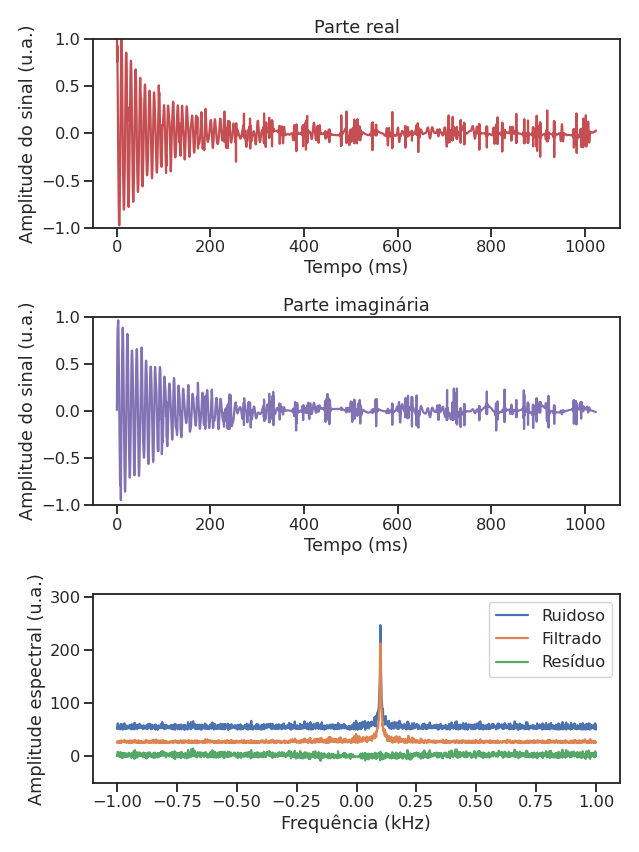 Parte real
Amplitude do sinal (u.a.)
1.0
0.5
0.0
−0.5
−1.0
0 200 400 600 800 1000
Tempo (ms)
Parte imaginária
Amplitude do sinal (u.a.)
1.0
0.5
0.0
−0.5
−1.0
0 200 400 600 800 1000
Tempo (ms)
Amplitude espectral (u.a.)
300
200
100
0
Ruidoso
Filtrado
Resíduo
−1.00 −0.75 −0.50 −0.25 0.00 0.25 0.50 0.75 1.00
Frequência (kHz)